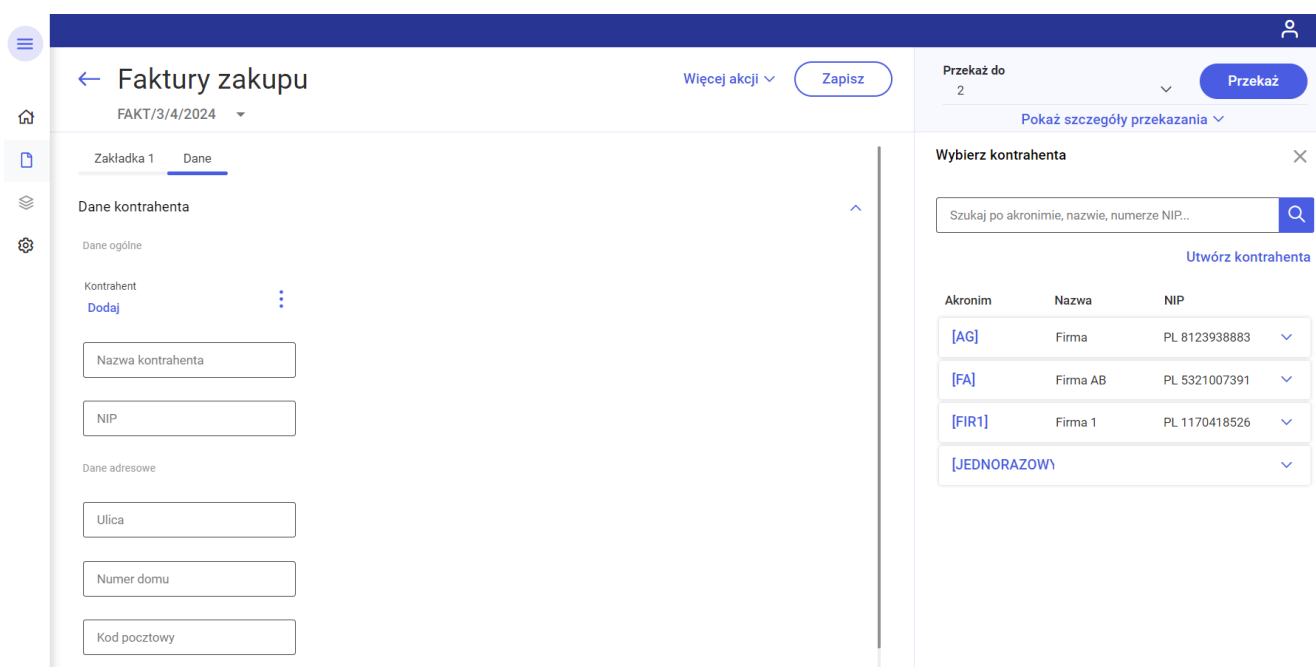 Faktury zakupu
FAKT/3/4/2024
Więcej akcji
Zapisz
Przekaż do
2
Przekaż
Pokaż szczegóły przekazania
Zakładka 1 Dane
Dane kontrahenta
Dane ogólne
Kontrahent
Dodaj
Nazwa kontrahenta
NIP
Dane adresowe
Ulica
Numer domu
Kod pocztowy
Wybierz kontrahenta
Szukaj po akronimie, nazwie, numerze NIP...
Utwórz kontrahenta
Akronim Nazwa NIP
[AG] Firma PL 8123938883
[FA] Firma AB PL 5321007391
[FIR1] Firma 1 PL 1170418526
[JEDNORAZOWY